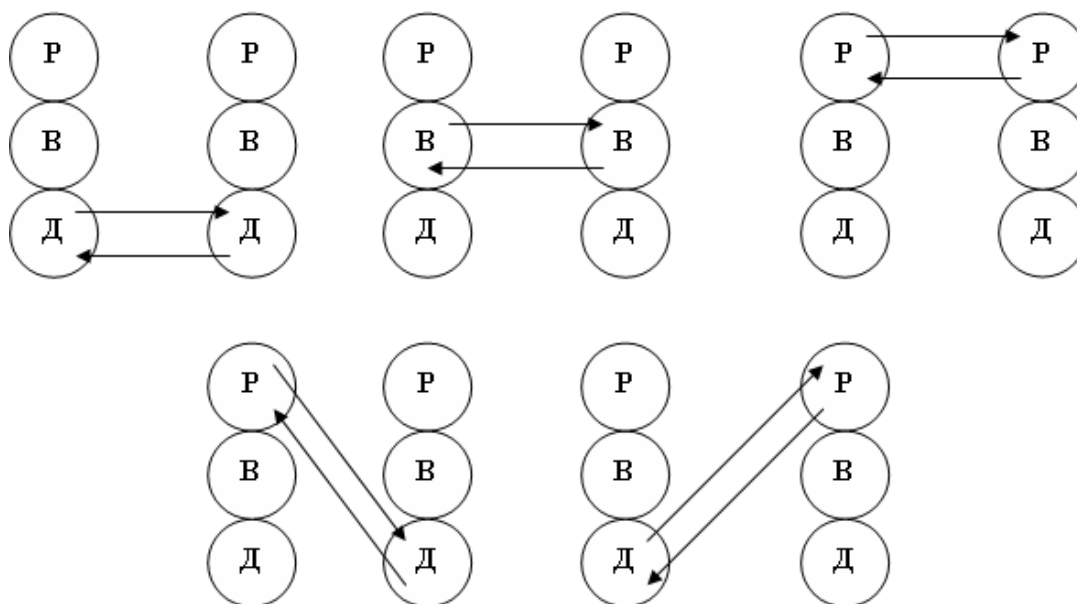 Р Р Р Р Р Р
В В В В В В
Д Д Д Д Д Д
Р Р Р Р
В В В В
Д Д Д Д